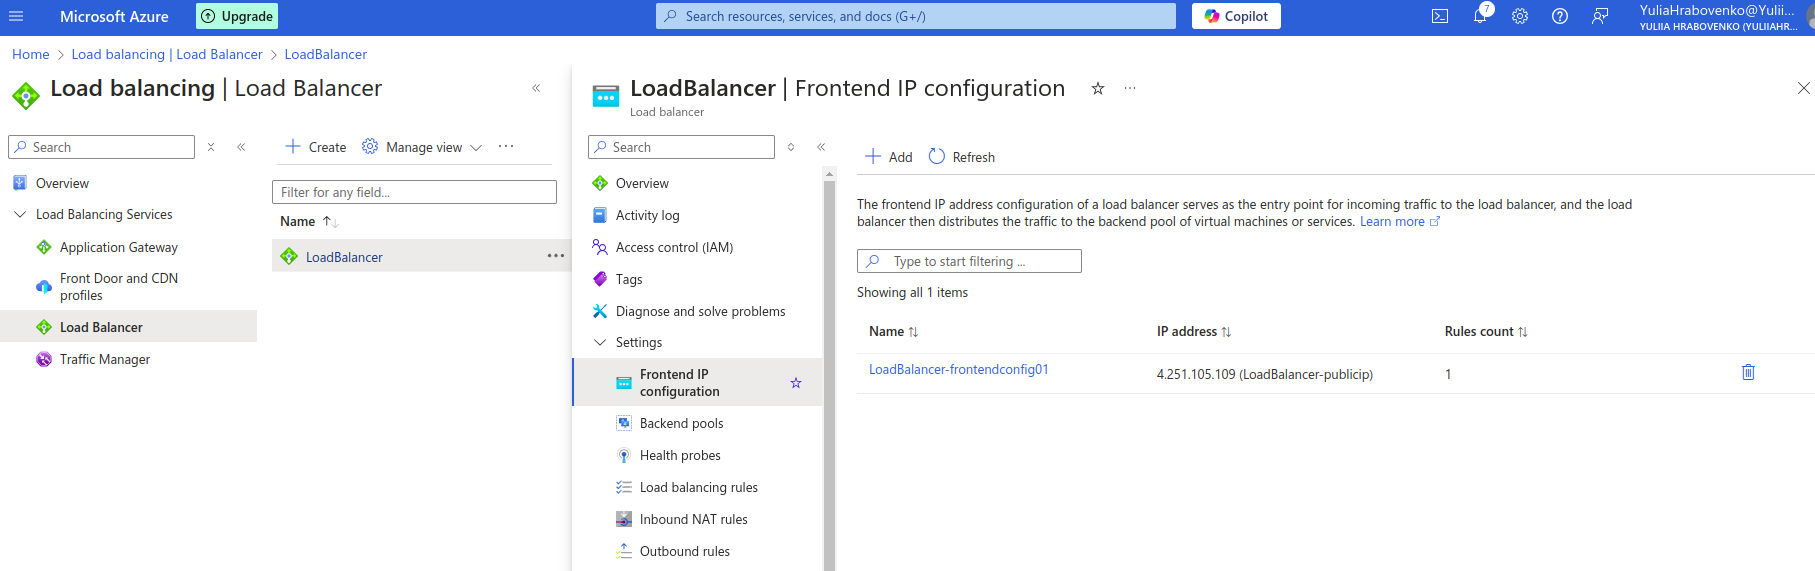 Microsoft Azure
Upgrade
Search resources, services, and docs (G+/)
Copilot
7
YuliaHrabovenko@Yulii...
YULIIA HRABOVENKO (YULIIAHR...
Home > Load balancing | Load Balancer > LoadBalancer
Load balancing | Load Balancer
«
Search
«
Overview
Load Balancing Services
Application Gateway
Front Door and CDN
profiles
Load Balancer
Traffic Manager
Create
Manage view
...
Filter for any field...
Name ↑↓
LoadBalancer
...
LoadBalancer | Frontend IP configuration
...
Load balancer
Search
«
Overview
Activity log
Access control (IAM)
Tags
Diagnose and solve problems
Settings
Frontend IP
configuration
Backend pools
Health probes
Load balancing rules
Inbound NAT rules
Outbound rules
Add
Refresh
The frontend IP address configuration of a load balancer serves as the entry point for incoming traffic to the load balancer, and the load
balancer then distributes the traffic to the backend pool of virtual machines or services. Learn more
Type to start filtering ...
Showing all 1 items
Name ↑↓
IP address ↑↓
Rules count ↑↓
LoadBalancer-frontendconfig01
4.251.105.109 (LoadBalancer-publicip)
1